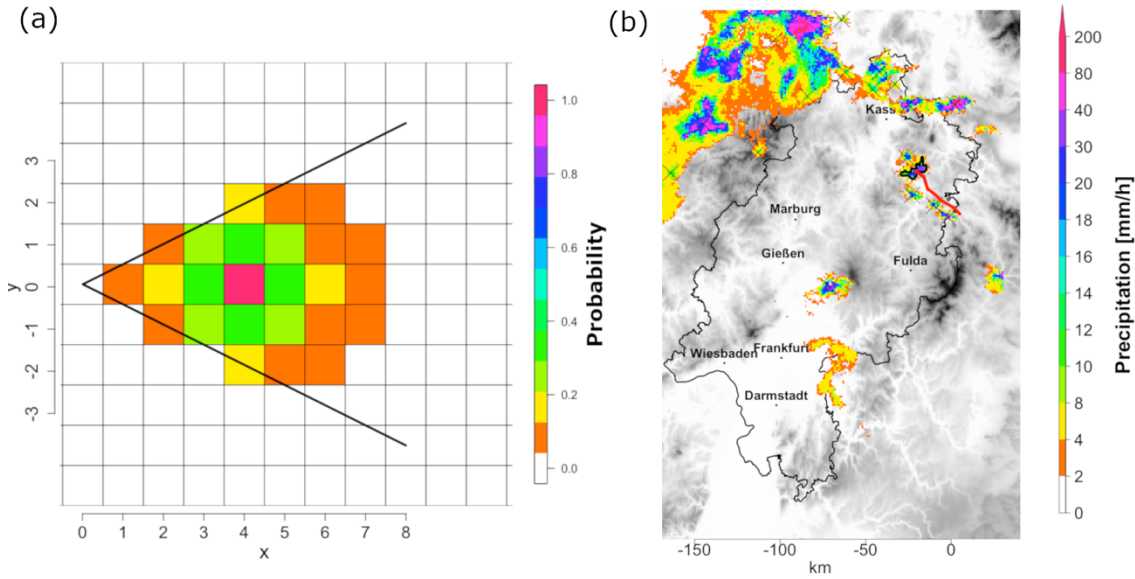 (a)
3
2
1
0
-1
-2
-3
y
0 1 2 3 4 5 6 7 8
x
1.0
0.8
0.6
0.4
0.2
0.0
Probability
(b)
Kass
Marburg
Gießen
Fulda
Wiesbaden
Frankfurt
Darmstadt
-150 -100 -50 0
km
200
80
40
30
20
18
16
14
12
10
8
4
2
0
Precipitation [mm/h]